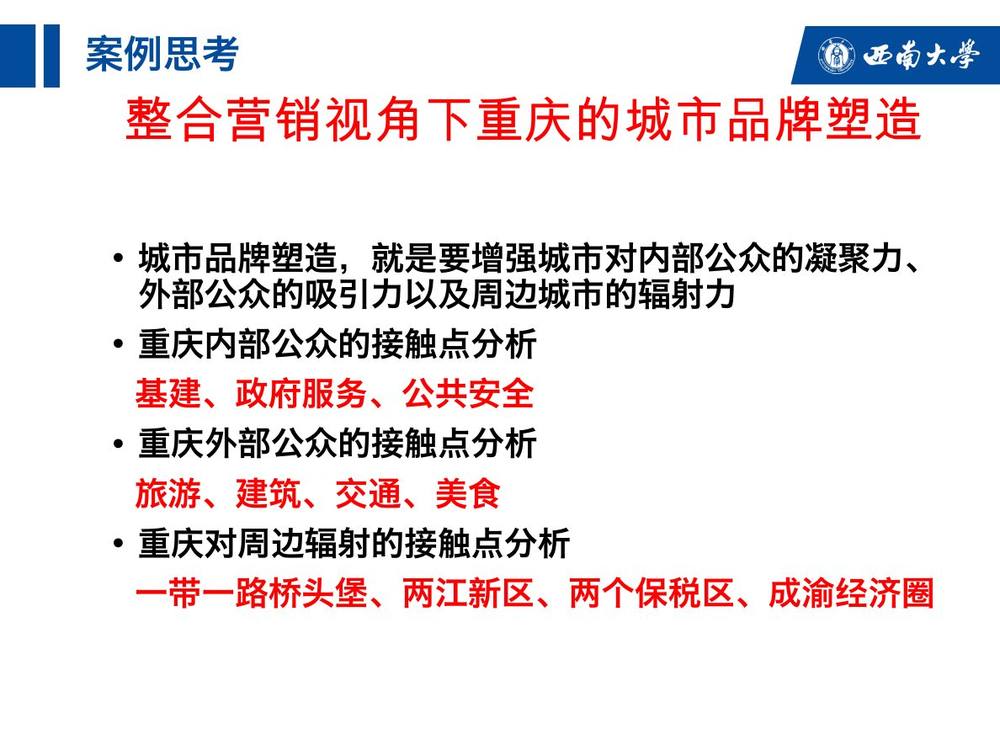 案例思考
西南大学
整合营销视角下重庆的城市品牌塑造
• 城市品牌塑造，就是要增强城市对内部公众的凝聚力、
外部公众的吸引力以及周边城市的辐射力
• 重庆内部公众的接触点分析
基建、政府服务、公共安全
• 重庆外部公众的接触点分析
旅游、建筑、交通、美食
• 重庆对周边辐射的接触点分析
一带一路桥头堡、两江新区、两个保税区、成渝经济圈